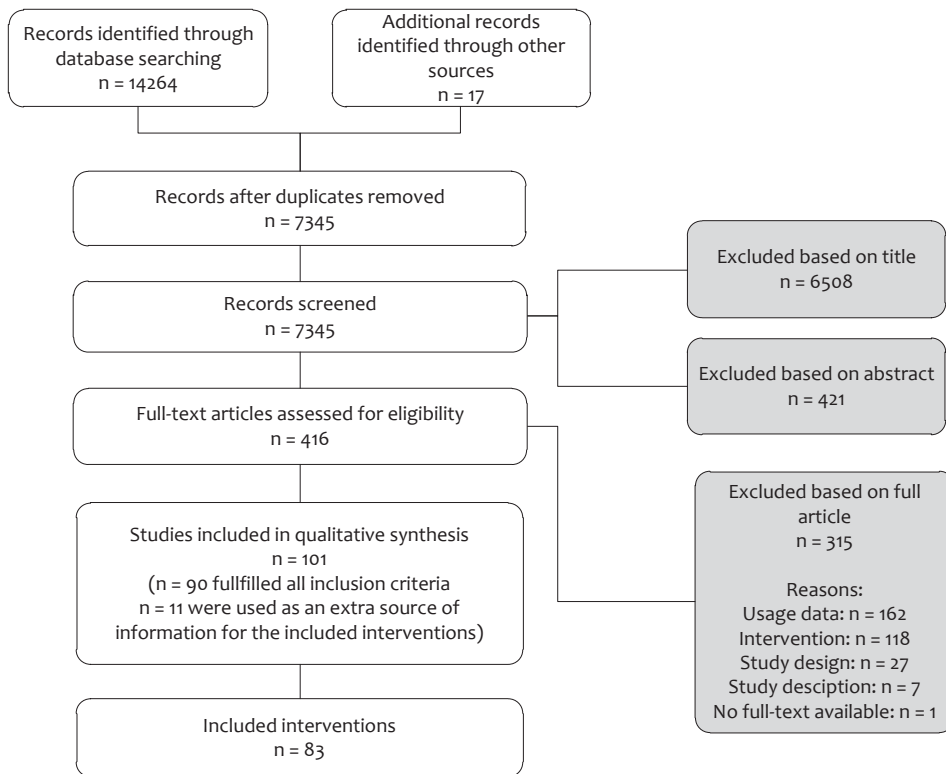 Records identified through
database searching
n = 14264
Additional records
identified through other
sources
n = 17
Records after duplicates removed
n = 7345
Records screened
n = 7345
Excluded based on title
n = 6508
Excluded based on abstract
n = 421
Full-text articles assessed for eligibility
n = 416
Excluded based on full
article
n = 315
Reasons:
Usage data: n = 162
Intervention: n = 118
Study design: n = 27
Study desciption: n = 7
No full-text available: n = 1
Studies included in qualitative synthesis
n = 101
(n = 90 fullfilled all inclusion criteria
n = 11 were used as an extra source of
information for the included interventions)
Included interventions
n = 83